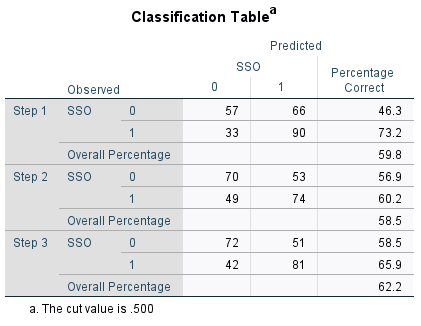 Classification Tableᵃ
Predicted
SSO
Percentage Correct
Observed 0 1
Step 1 SSO 0 57 66 46.3
1 33 90 73.2
Overall Percentage 59.8
Step 2 SSO 0 70 53 56.9
1 49 74 60.2
Overall Percentage 58.5
Step 3 SSO 0 72 51 58.5
1 42 81 65.9
Overall Percentage 62.2
a. The cut value is .500